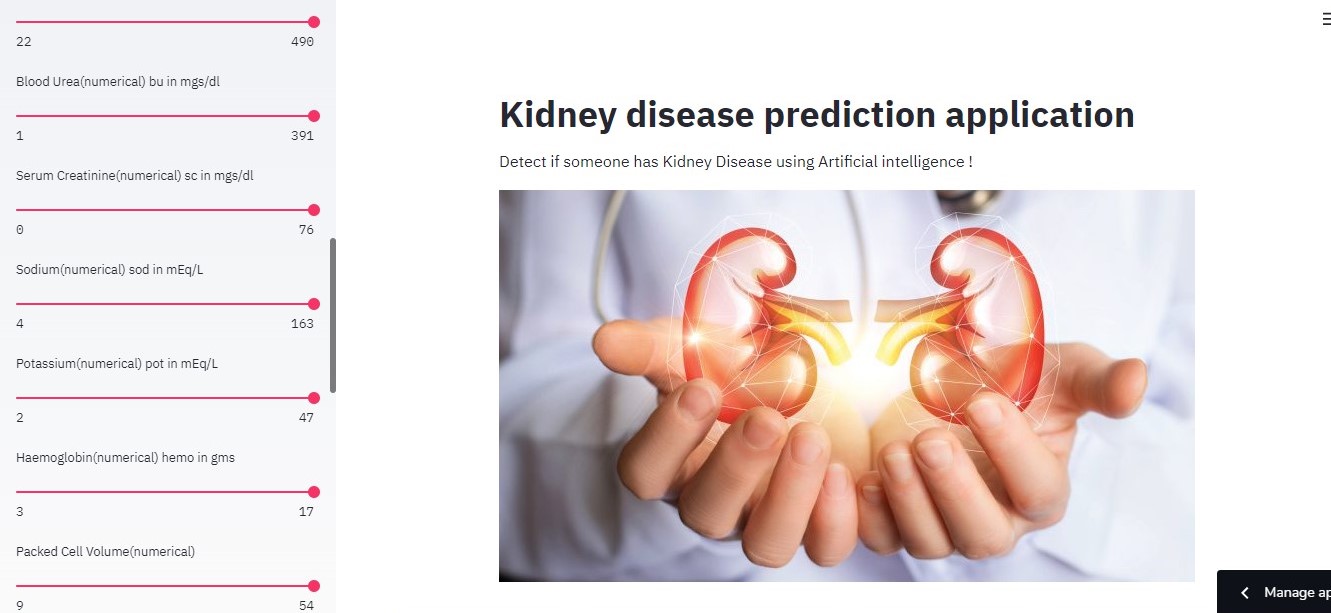 22 490
Blood Urea(numerical) bu in mgs/dl
1 391
Serum Creatinine(numerical) sc in mgs/dl
0 76
Sodium(numerical) sod in mEq/L
4 163
Potassium(numerical) pot in mEq/L
2 47
Haemoglobin(numerical) hemo in gms
3 17
Packed Cell Volume(numerical)
9 54
Kidney disease prediction application
Detect if someone has Kidney Disease using Artificial intelligence !
Manage ap